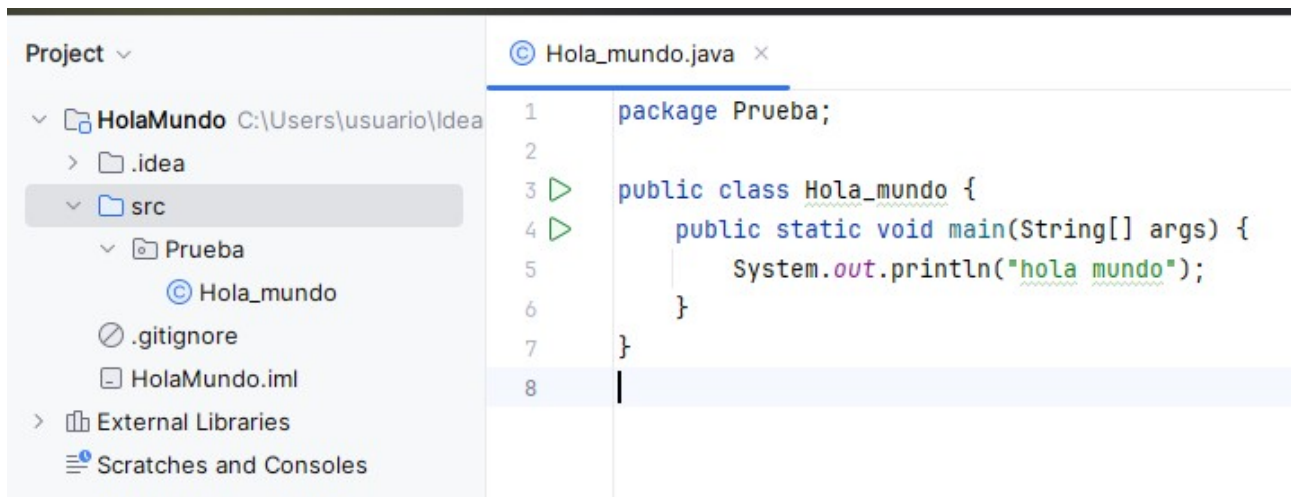 Project
HolaMundo C:\Users\usuario\Idea
.idea
src
Prueba
Hola_mundo
.gitignore
HolaMundo.iml
External Libraries
Scratches and Consoles
Hola_mundo.java
1 package Prueba;
2
3 public class Hola_mundo {
4 public static void main(String[] args) {
5 System.out.println("hola mundo");
6 }
7 }
8